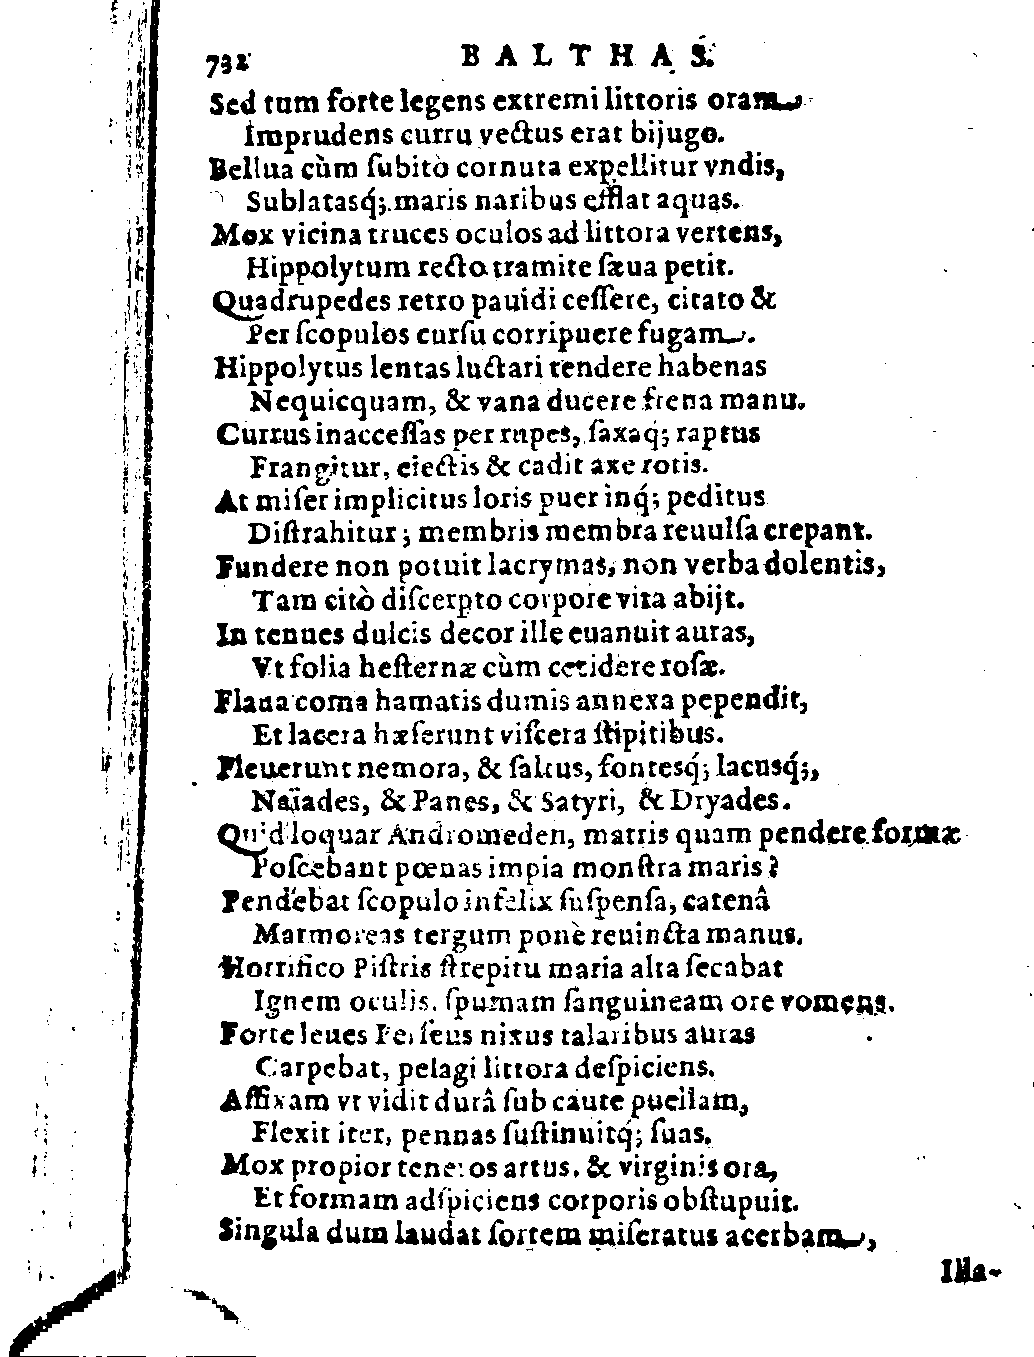 732 BALTHAS.
Sed tum forte legens extremi littoris oram
Imprudens curru vectus erat bijugo.
Bellua cùm ſubitò cornuta expellitur vndis,
Sublatasq́; maris naribus efflat aquas.
Mox vicina truces oculos ad littora vertens,
Hippolytum recto tramite ſæua petit.
Quadrupedes retro pauidi ceſſere, citato &
Per ſcopulos curſu corripuere fugam.
Hippolytus lentas luctari tendere habenas
Nequicquam, & vana ducere frena manu.
Currus inacceſſas per rupes, ſaxaq́; raptus
Frangitur, eiectis & cadit axe rotis.
At miſer implicitus loris puer inq́; peditus
Diſtrahitur; membris membra reuulſa crepant.
Fundere non potuit lacrymas, non verba dolentis,
Tam citò diſcerpto corpore vita abijt.
In tenues dulcis decor ille euanuit auras,
Vt folia heſternæ cùm cecidere roſæ.
Flaua coma hamatis dumis annexa pependit,
Et lacera hæſerunt viſcera ſtipitibus.
Fleuerunt nemora, & ſaltus, fontesq́; lacusq́;,
Naïades, & Panes, & Satyri, & Dryades.
Quid loquar Andromeden, matris quam pendere formæ
Poſcebant pœnas impia monſtra maris?
Pendebat ſcopulo infelix ſuſpenſa, catenâ
Marmoreas tergum ponè reuincta manus.
Horrifico Piſtris ſtrepitu maria alta ſecabat
Ignem oculis, ſpumam ſanguineam ore vomens.
Forte leues Perſeus nixus talaribus auras
Carpebat, pelagi littora deſpiciens.
Affixam vt vidit durâ ſub caute puellam,
Flexit iter, pennas ſuſtinuitq́; ſuas.
Mox propior teneros artus, & virginis ora,
Et formam adſpiciens corporis obſtupuit.
Singula dum laudat ſortem miſeratus acerbam,
Illa-